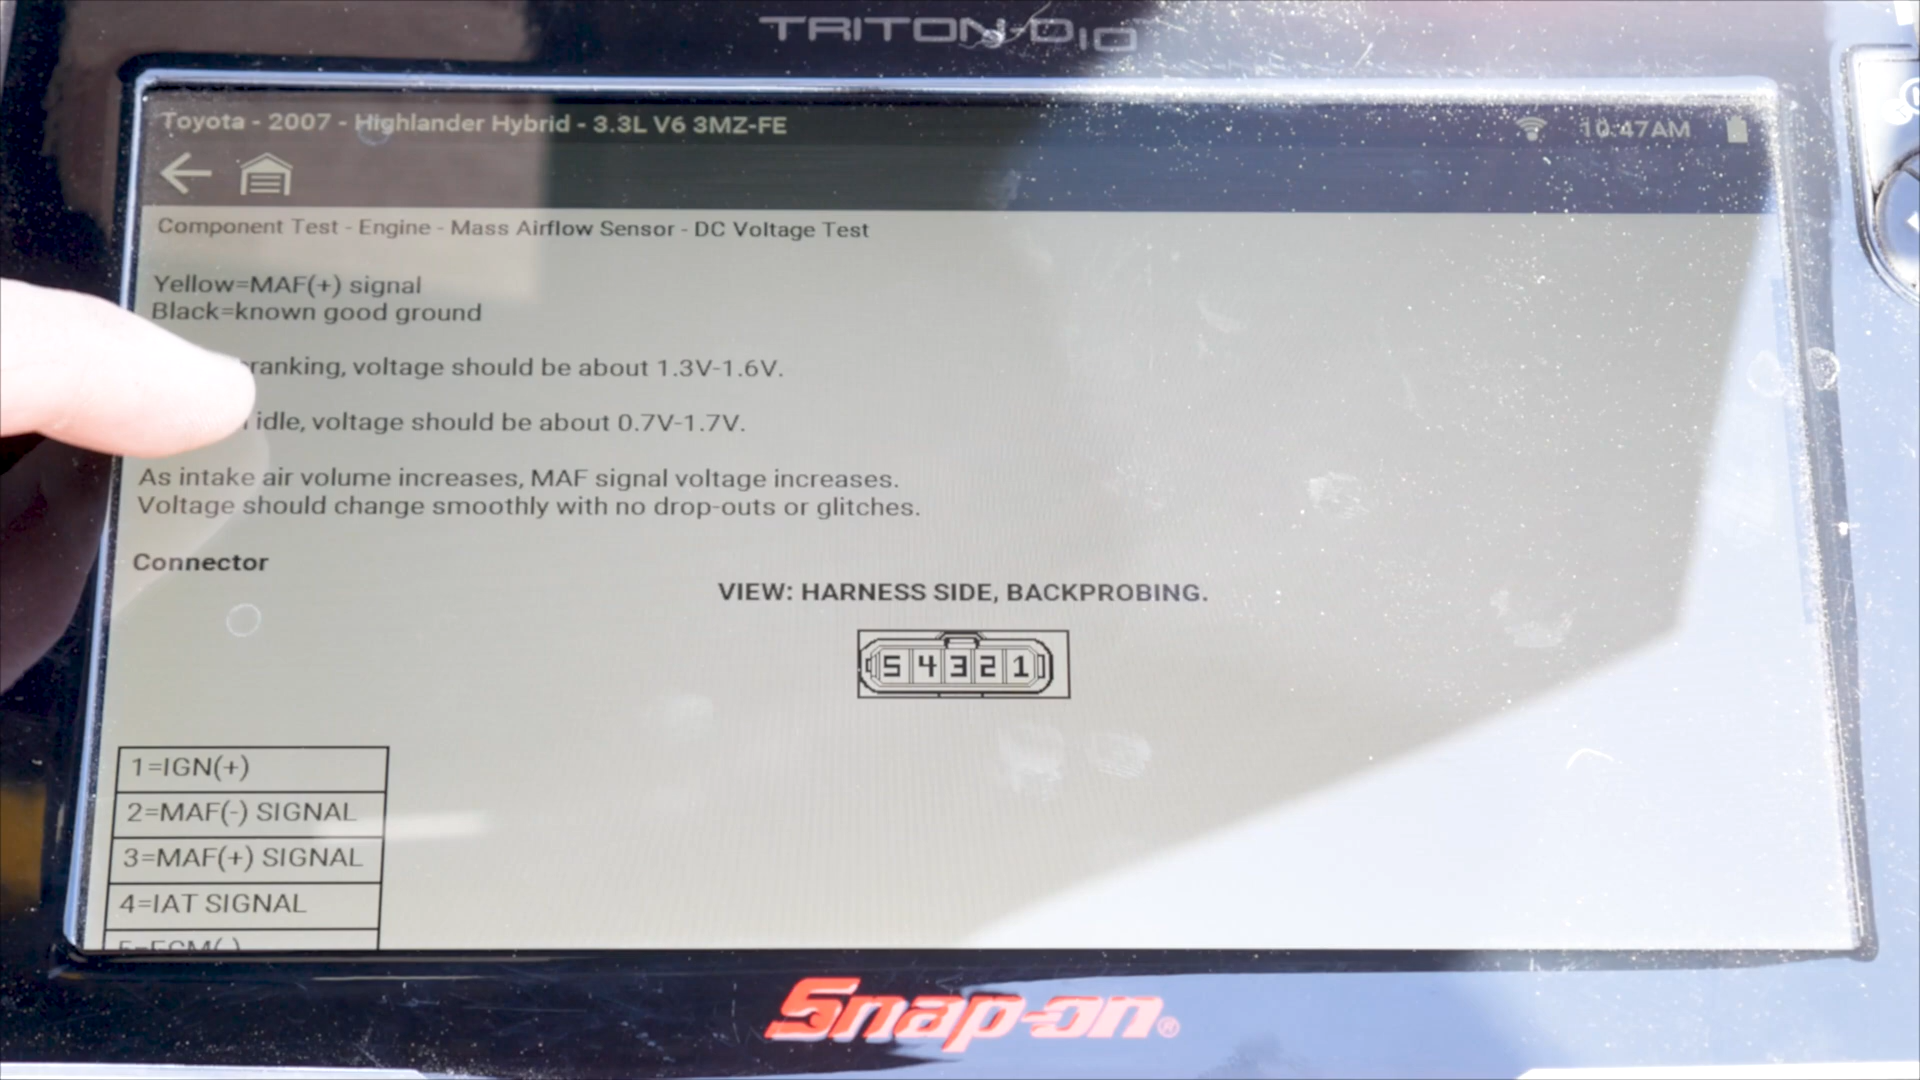 TRITON-D10
Toyota - 2007 - Highlander Hybrid - 3.3L V6 3MZ-FE
10:47AM
Component Test - Engine - Mass Airflow Sensor - DC Voltage Test
Yellow=MAF(+) signal
Black=known good ground
ranking, voltage should be about 1.3V-1.6V.
idle, voltage should be about 0.7V-1.7V.
As intake air volume increases, MAF signal voltage increases.
Voltage should change smoothly with no drop-outs or glitches.
Connector
VIEW: HARNESS SIDE, BACKPROBING.
5 4 3 2 1
1=IGN(+)
2=MAF(-) SIGNAL
3=MAF(+) SIGNAL
4=IAT SIGNAL
5=ECM(-)
Snap-on®